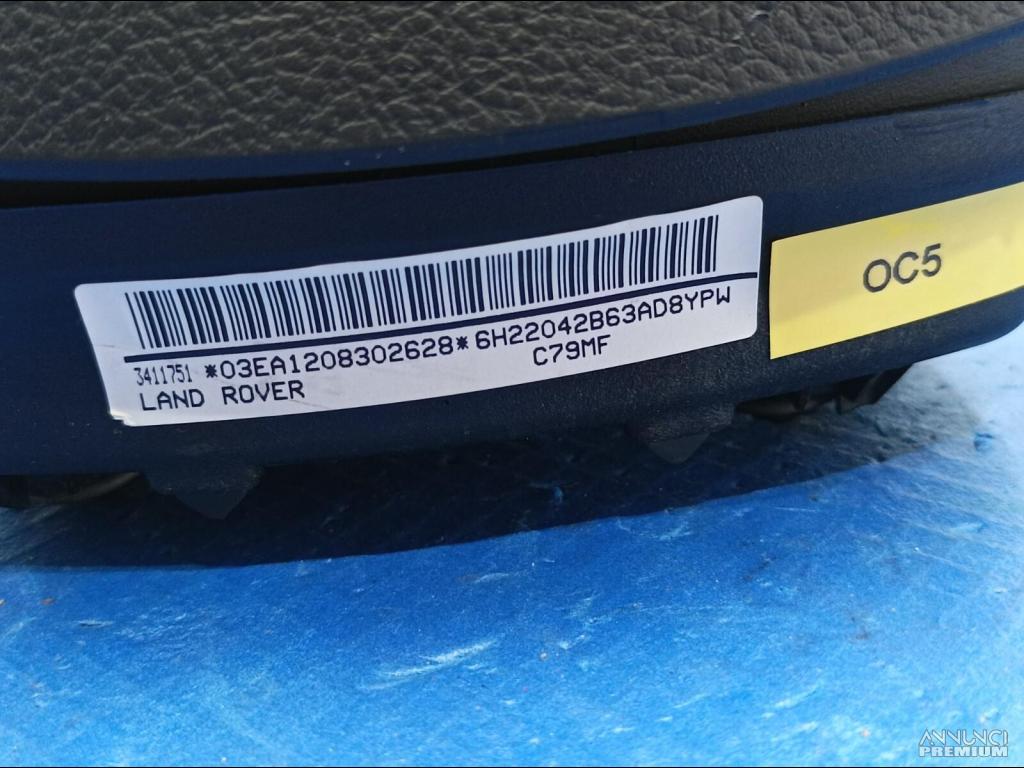 3411751 *03EA1208302628*6H22042B63AD8YPW
LAND ROVER C79MF
OC5
ANNUNCI
PREMIUM